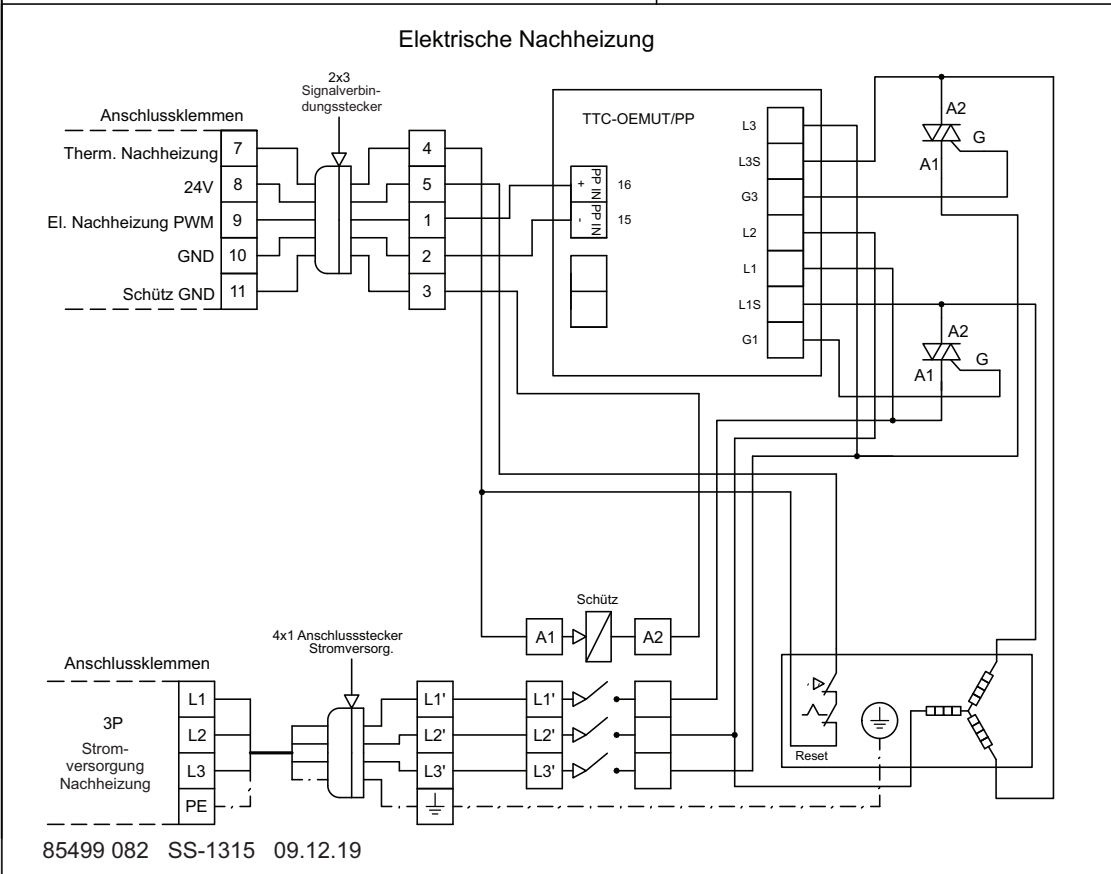 Elektrische Nachheizung
2x3
Signalverbin-
dungsstecker
Anschlussklemmen
Therm. Nachheizung 7
24V 8
El. Nachheizung PWM 9
GND 10
Schütz GND 11
4
5
1
2
3
TTC-OEMUT/PP
+ PP IN 16
- PP IN 15
L3
L3S
G3
L2
L1
L1S
G1
A2
G
A1
A2
G
A1
Schütz
A1
A2
4x1 Anschlussstecker
Stromversorg.
Anschlussklemmen
3P
Strom-
versorgung
Nachheizung
L1
L2
L3
PE
L1'
L2'
L3'
L1'
L2'
L3'
Reset
85499 082 SS-1315 09.12.19